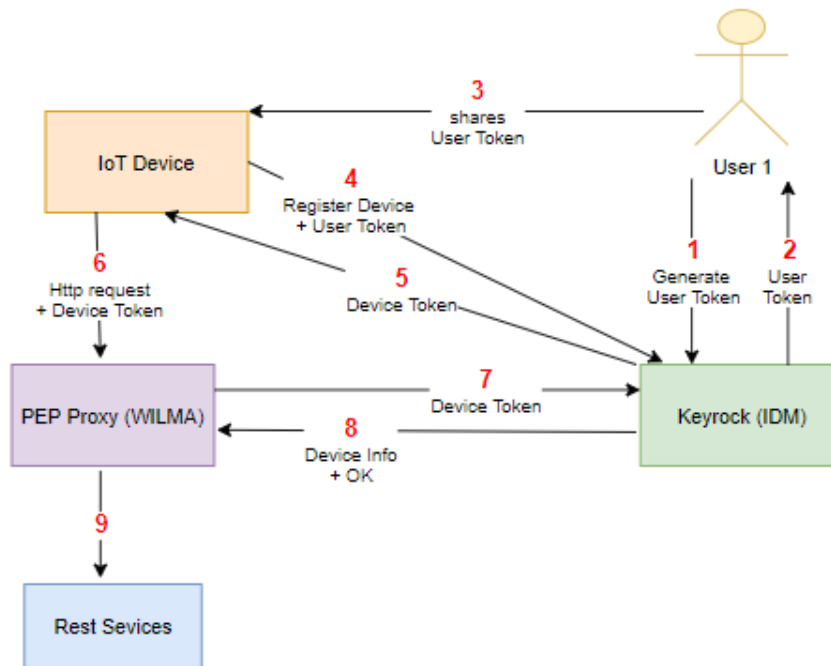 3
shares
User Token
IoT Device
User 1
4
Register Device
+ User Token
1
Generate
User Token
2
User
Token
6
Http request
+ Device Token
5
Device Token
PEP Proxy (WILMA)
7
Device Token
Keyrock (IDM)
8
Device Info
+ OK
9
Rest Sevices